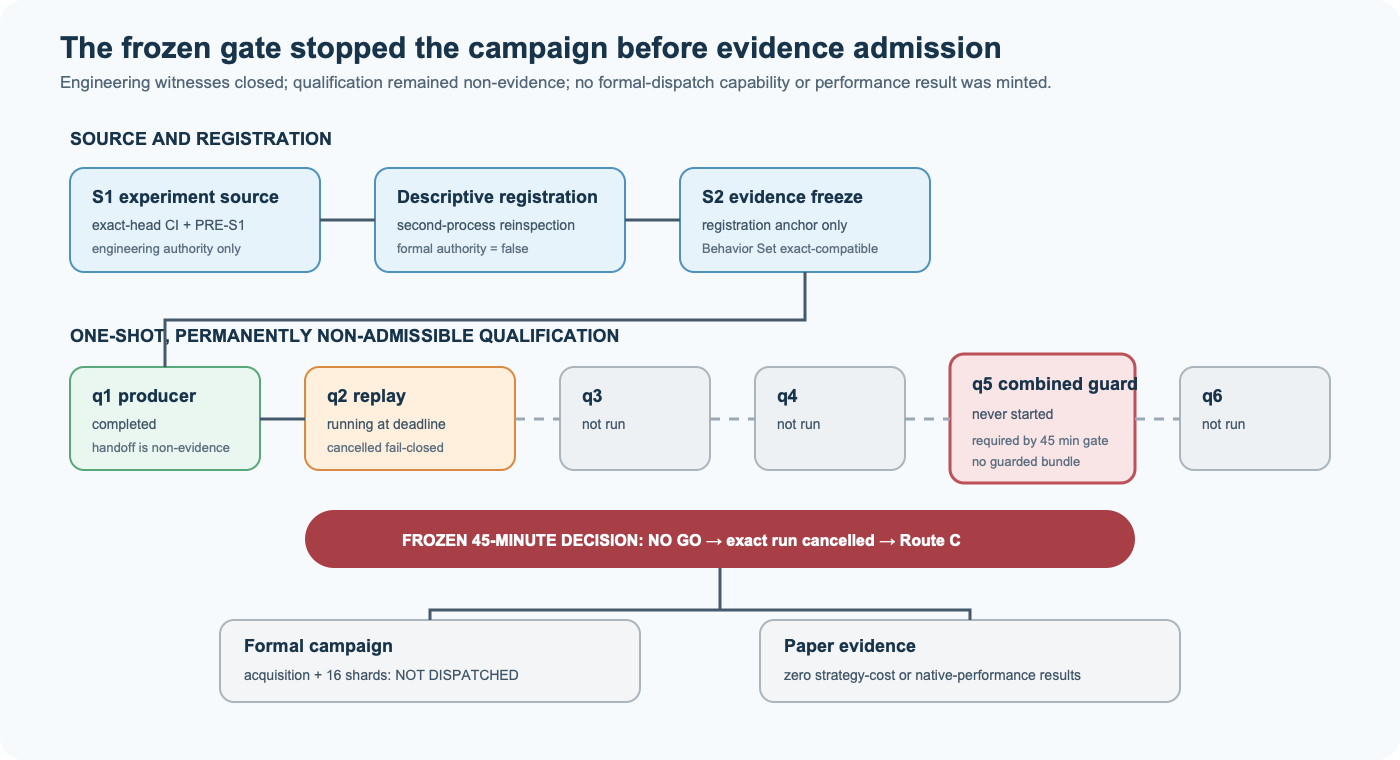 The frozen gate stopped the campaign before evidence admission
Engineering witnesses closed; qualification remained non-evidence; no formal-dispatch capability or performance result was minted.
SOURCE AND REGISTRATION
S1 experiment source
exact-head CI + PRE-S1
engineering authority only
Descriptive registration
second-process reinspection
formal authority = false
S2 evidence freeze
registration anchor only
Behavior Set exact-compatible
ONE-SHOT, PERMANENTLY NON-ADMISSIBLE QUALIFICATION
q1 producer
completed
handoff is non-evidence
q2 replay
running at deadline
cancelled fail-closed
q3
not run
q4
not run
q5 combined guard
never started
required by 45 min gate
no guarded bundle
q6
not run
FROZEN 45-MINUTE DECISION: NO GO → exact run cancelled → Route C
Formal campaign
acquisition + 16 shards: NOT DISPATCHED
Paper evidence
zero strategy-cost or native-performance results